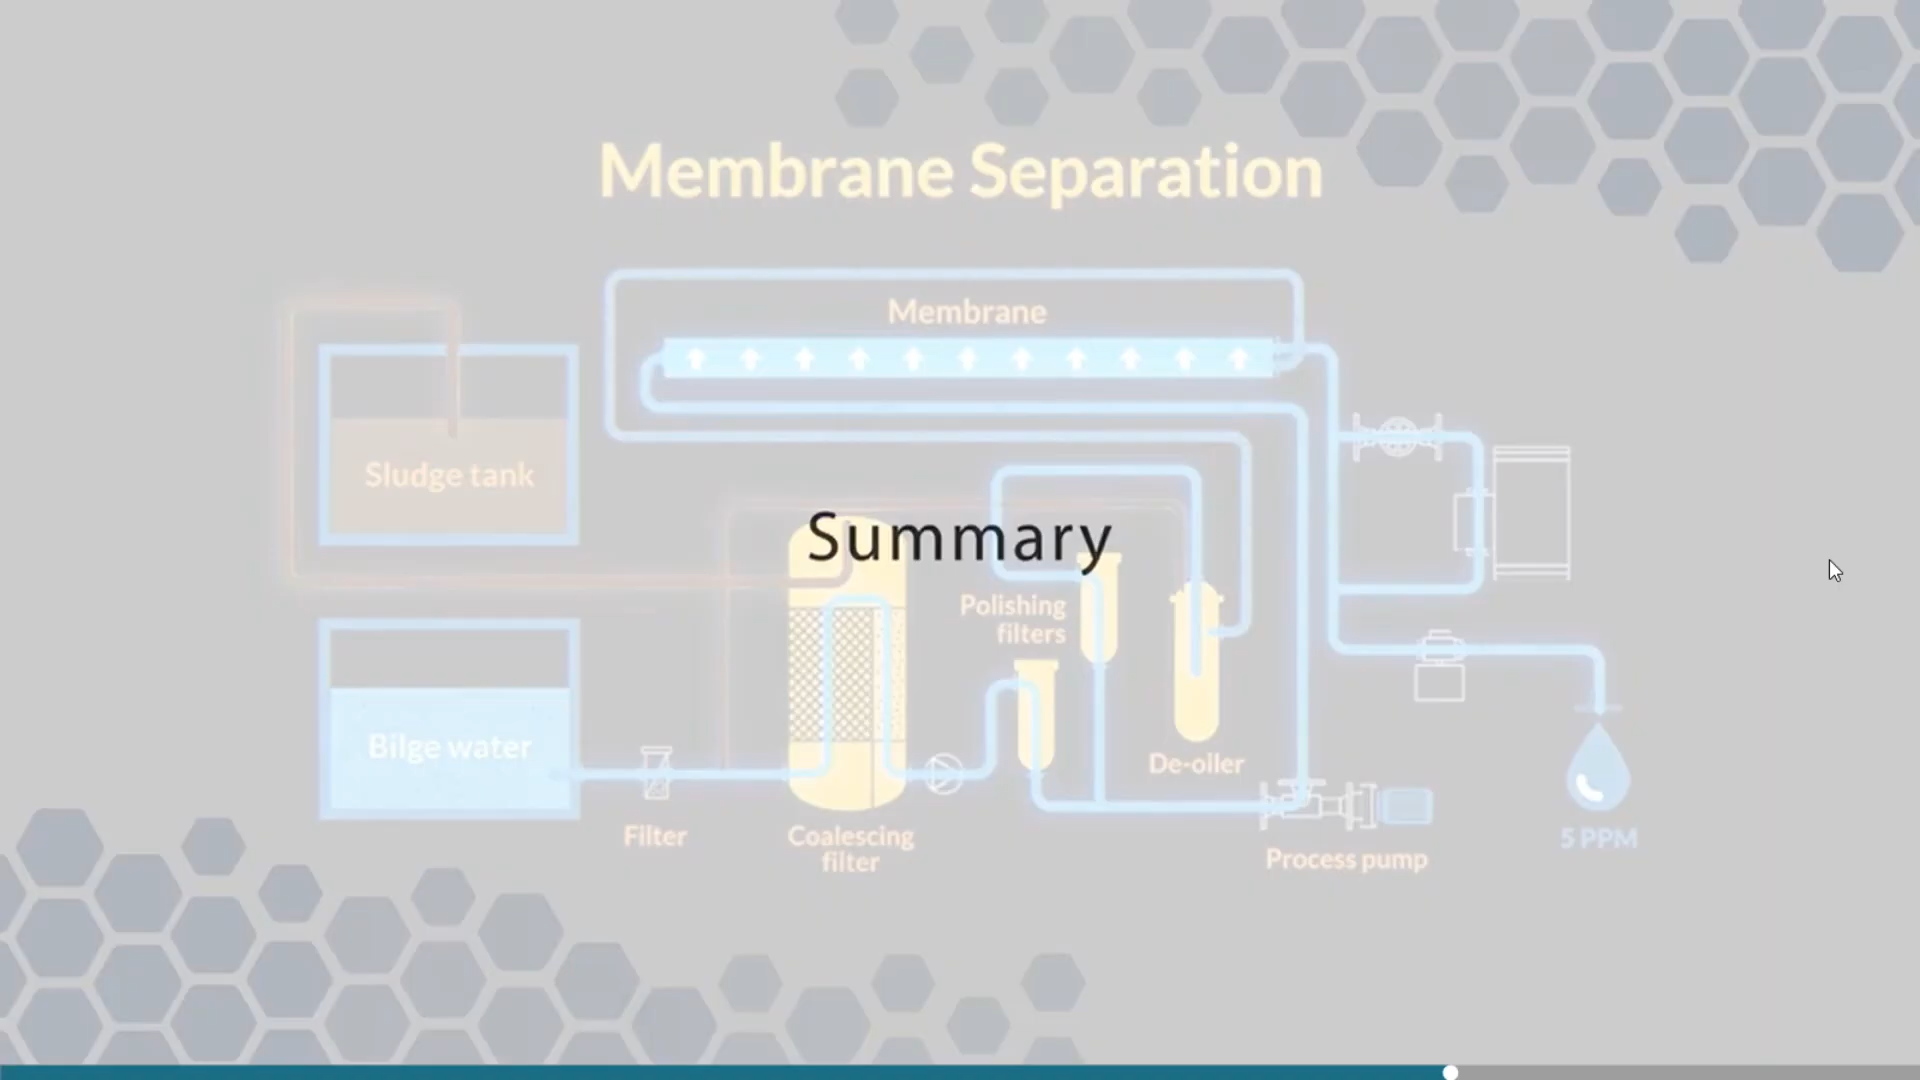 Membrane Separation
Membrane
Sludge tank
Summary
Polishing
filters
Bilge water
De-oiler
Filter
Coalescing
filter
Process pump
5 PPM